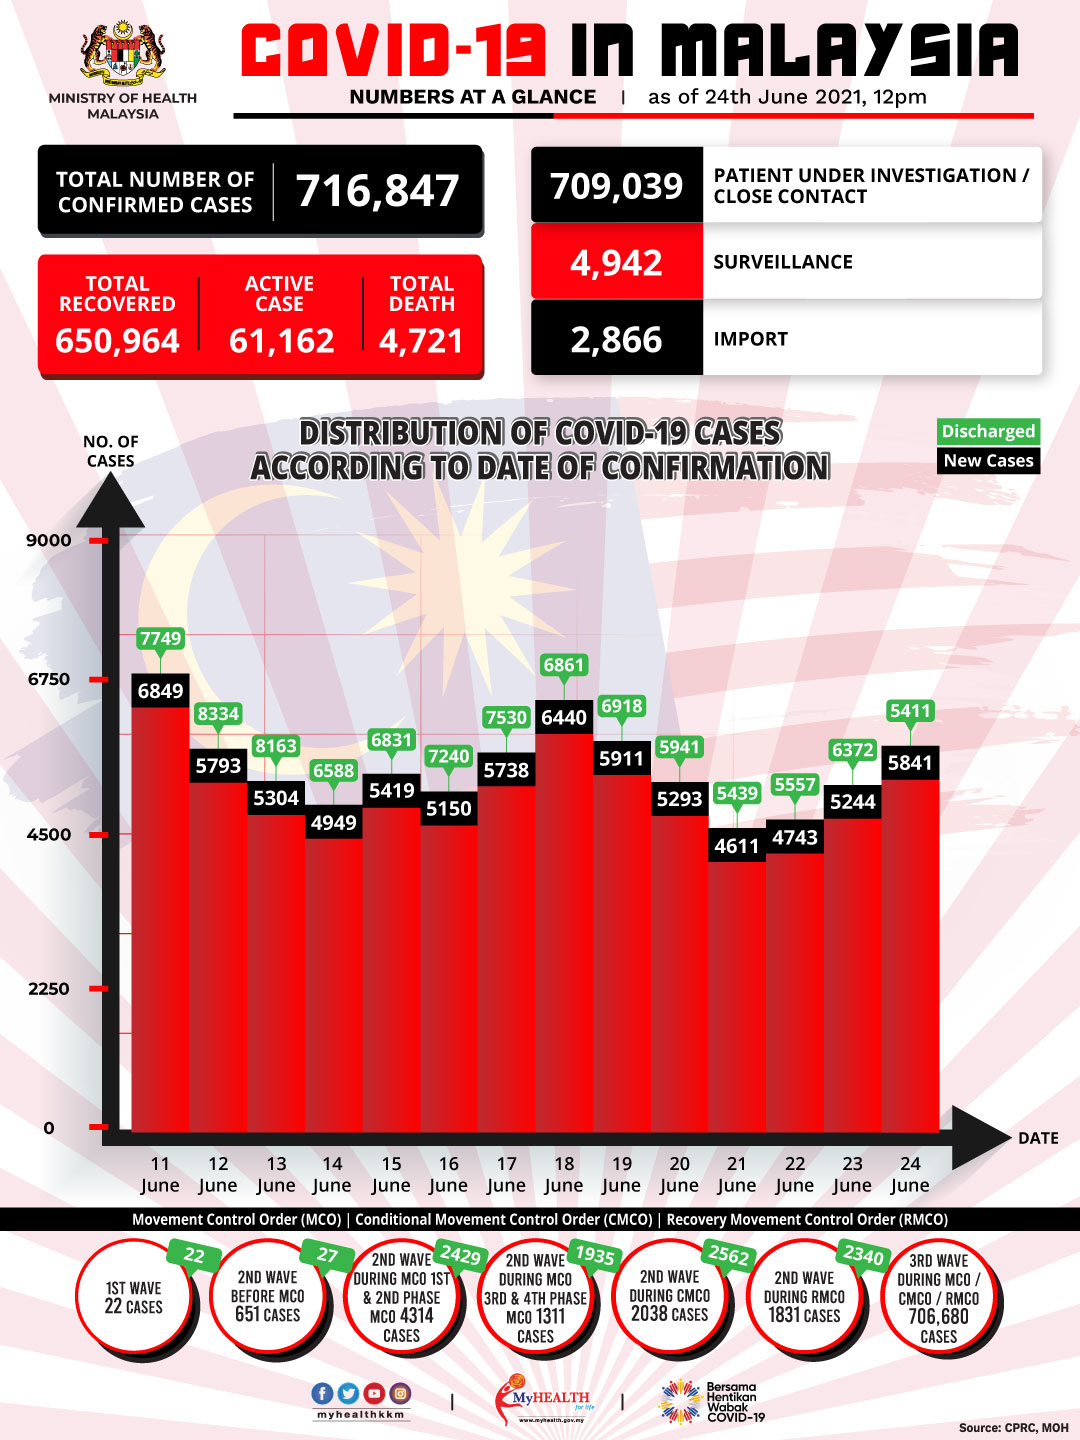 COVID-19 IN MALAYSIA
NUMBERS AT A GLANCE | as of 24th June 2021, 12pm
MINISTRY OF HEALTH
MALAYSIA
TOTAL NUMBER OF
CONFIRMED CASES
716,847
TOTAL
RECOVERED
650,964
ACTIVE
CASE
61,162
TOTAL
DEATH
4,721
709,039
PATIENT UNDER INVESTIGATION /
CLOSE CONTACT
4,942
SURVEILLANCE
2,866
IMPORT
DISTRIBUTION OF COVID-19 CASES
ACCORDING TO DATE OF CONFIRMATION
Discharged
New Cases
NO. OF
CASES
9000
6750
4500
2250
0
7749
6849
8334
5793
8163
5304
6588
4949
6831
5419
7240
5150
7530
5738
6861
6440
6918
5911
5941
5293
5439
4611
5557
4743
6372
5244
5411
5841
DATE
11
June
12
June
13
June
14
June
15
June
16
June
17
June
18
June
19
June
20
June
21
June
22
June
23
June
24
June
Movement Control Order (MCO) | Conditional Movement Control Order (CMCO) | Recovery Movement Control Order (RMCO)
22
1ST WAVE
22 CASES
27
2ND WAVE
BEFORE MCO
651 CASES
2429
2ND WAVE
DURING MCO 1ST
& 2ND PHASE
MCO 4314
CASES
1935
2ND WAVE
DURING MCO
3RD & 4TH PHASE
MCO 1311
CASES
2562
2ND WAVE
DURING CMCO
2038 CASES
2340
2ND WAVE
DURING RMCO
1831 CASES
3RD WAVE
DURING MCO /
CMCO / RMCO
706,680
CASES
myhealthkkm
MyHEALTH
for life
www.myhealth.gov.my
Bersama
Hentikan
Wabak
COVID-19
Source: CPRC, MOH